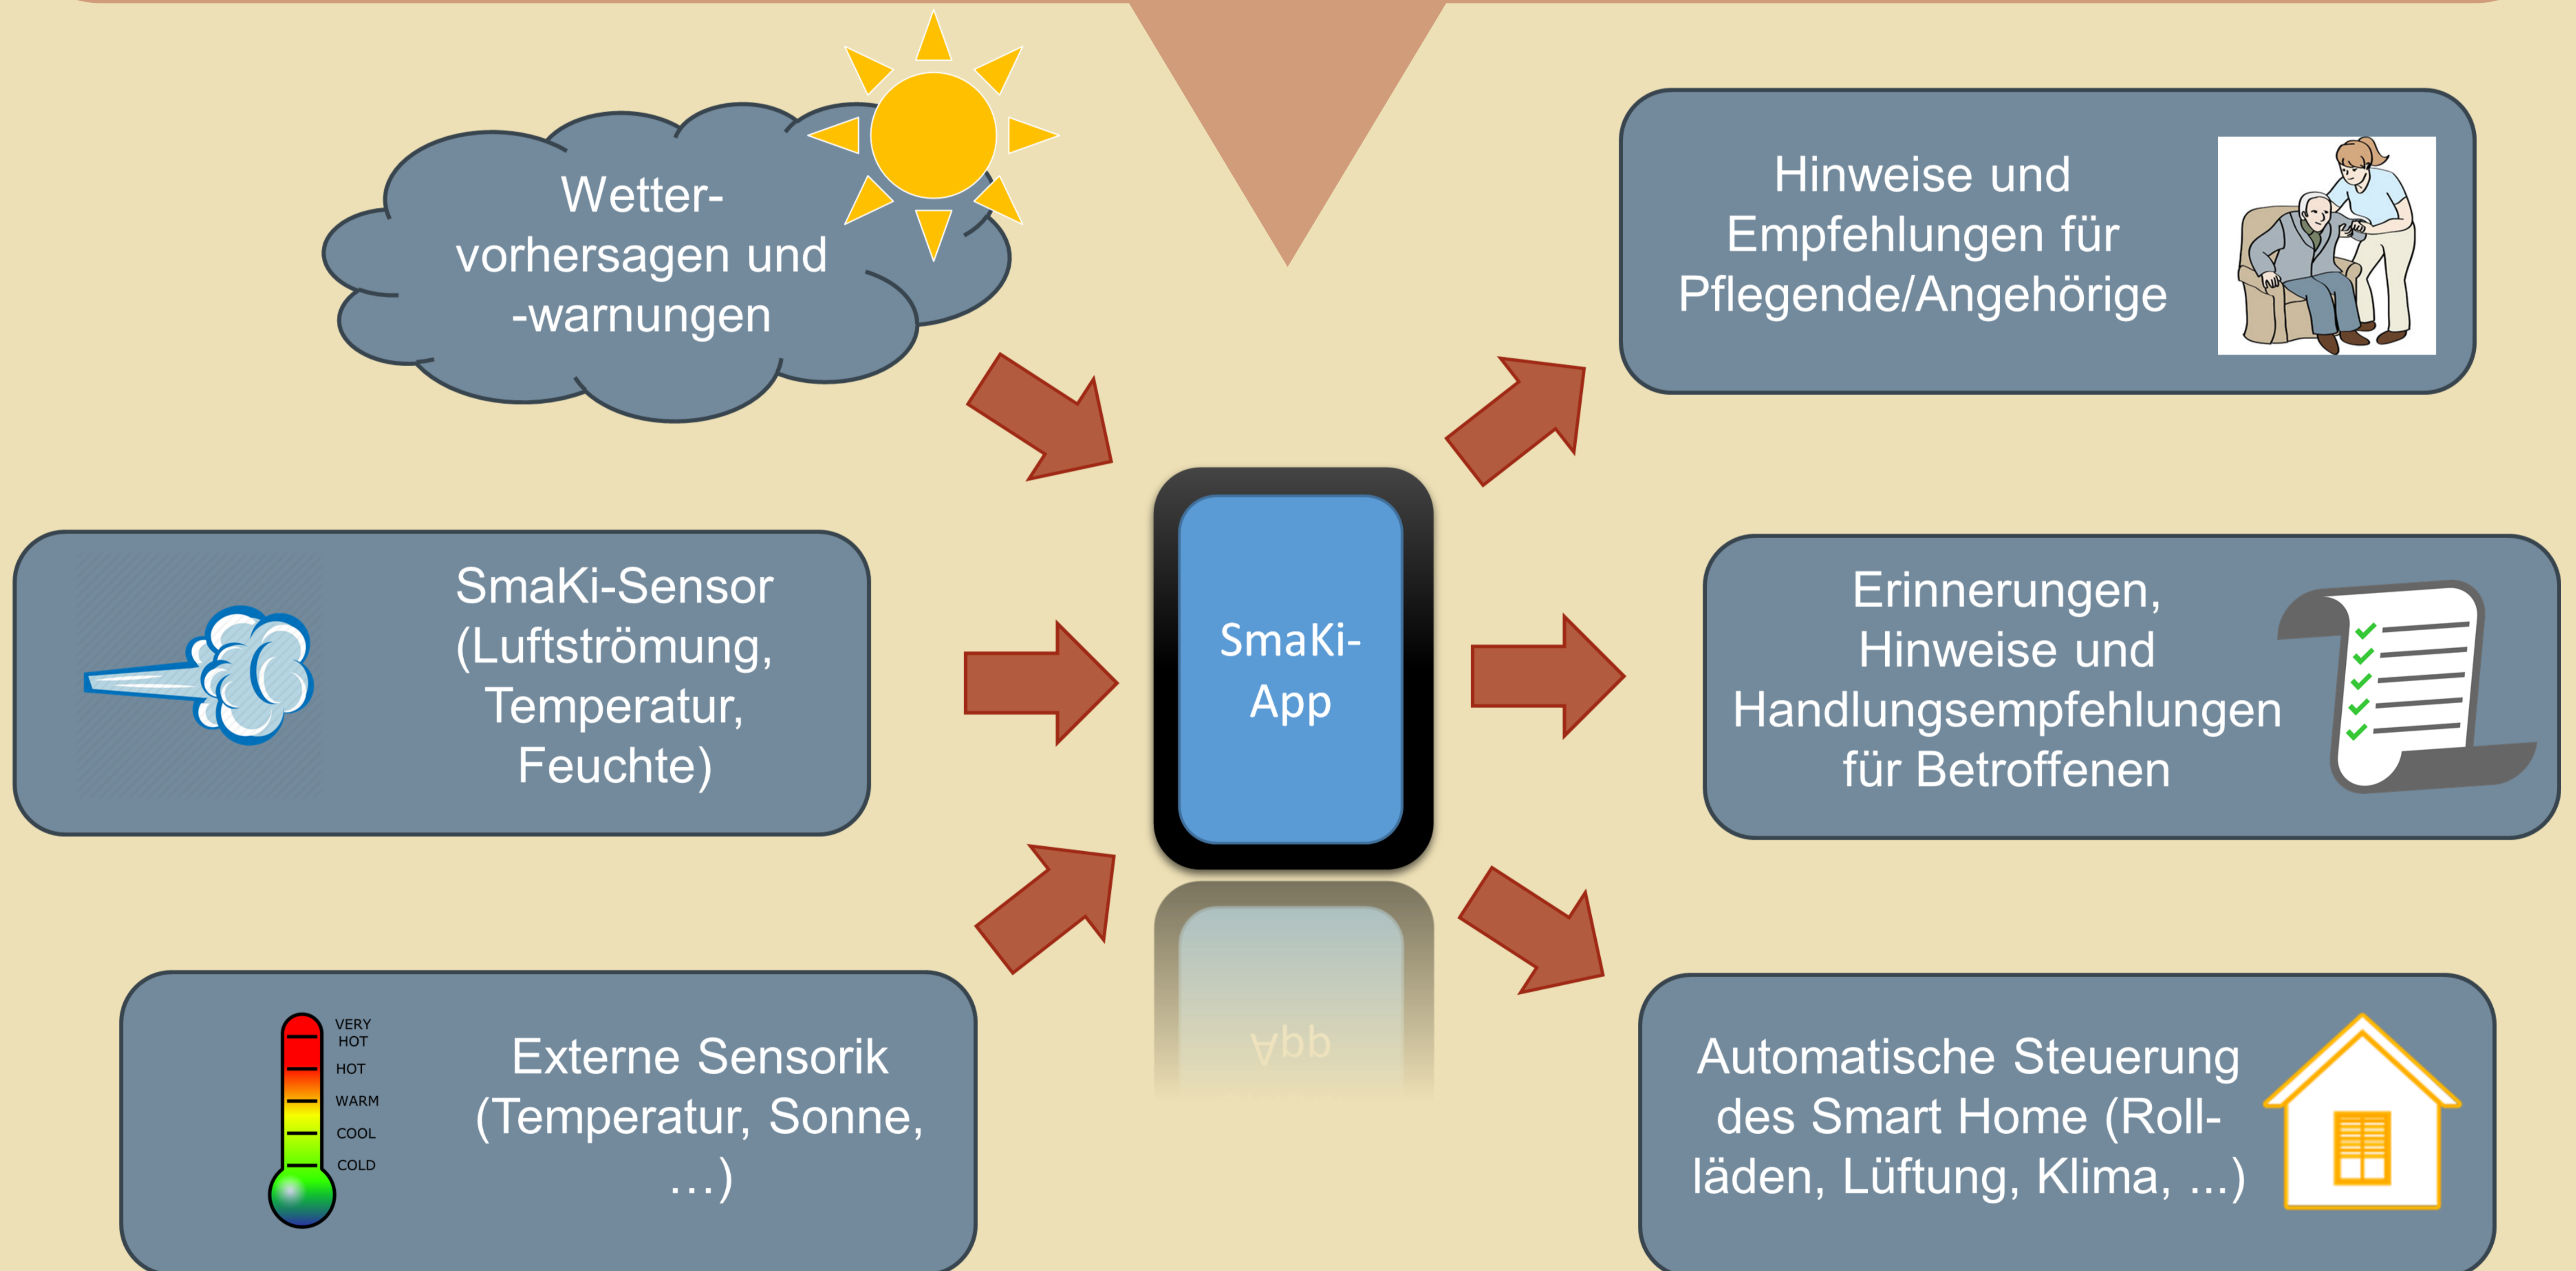 Wetter-
vorhersagen und
-warnungen
SmaKi-Sensor
(Luftströmung,
Temperatur,
Feuchte)
VERY
HOT
HOT
WARM
COOL
COLD
Externe Sensorik
(Temperatur, Sonne,
...)
SmaKi-
App
Hinweise und
Empfehlungen für
Pflegende/Angehörige
Erinnerungen,
Hinweise und
Handlungsempfehlungen
für Betroffenen
Automatische Steuerung
des Smart Home (Roll-
läden, Lüftung, Klima, ...)